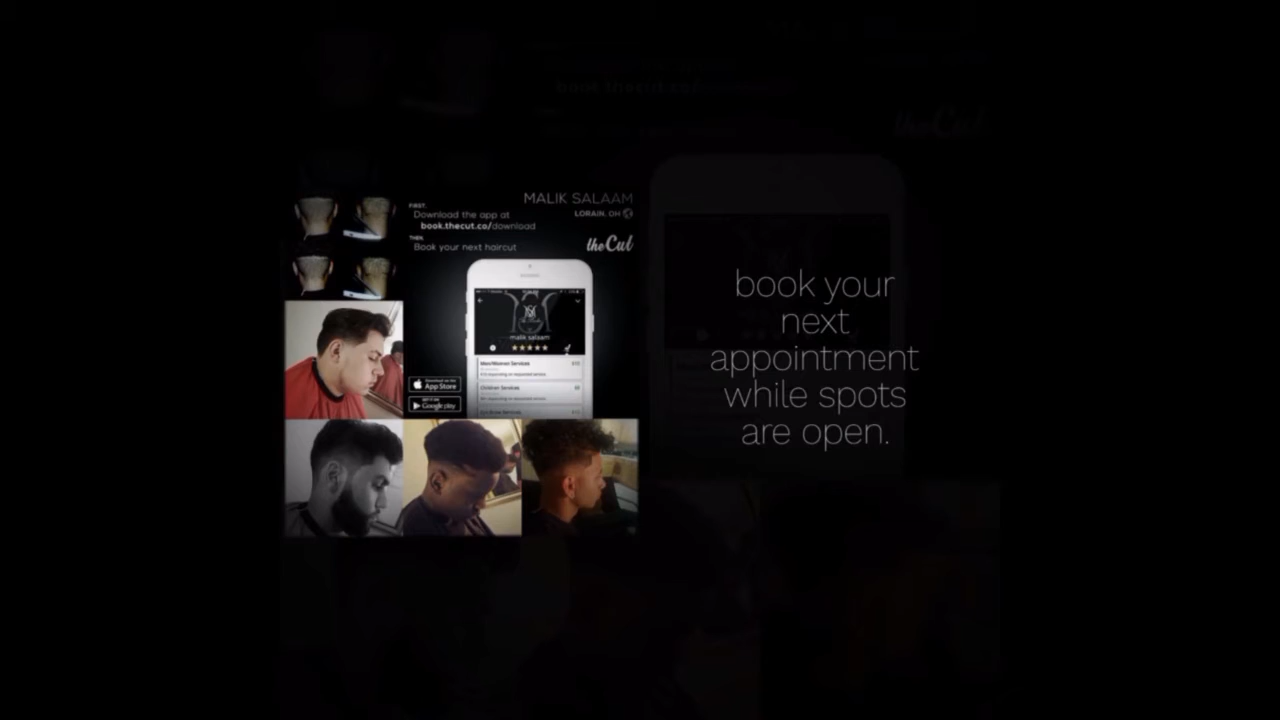 MALIK SALAAM
LORAIN, OH
FIRST,
Download the app at
book.thecut.co/download
THEN,
Book your next haircut
theCut
malik salaam
Men/Women Services
Children Services
Download on the
App Store
GET IT ON
Google play
book your
next
appointment
while spots
are open.